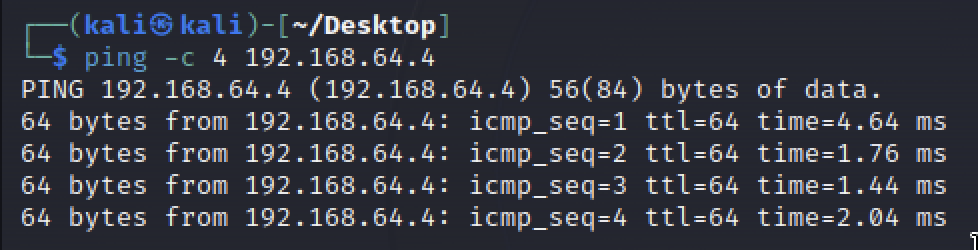 ┌──(kali㉿kali)-[~/Desktop]
└─$ ping -c 4 192.168.64.4
PING 192.168.64.4 (192.168.64.4) 56(84) bytes of data.
64 bytes from 192.168.64.4: icmp_seq=1 ttl=64 time=4.64 ms
64 bytes from 192.168.64.4: icmp_seq=2 ttl=64 time=1.76 ms
64 bytes from 192.168.64.4: icmp_seq=3 ttl=64 time=1.44 ms
64 bytes from 192.168.64.4: icmp_seq=4 ttl=64 time=2.04 ms